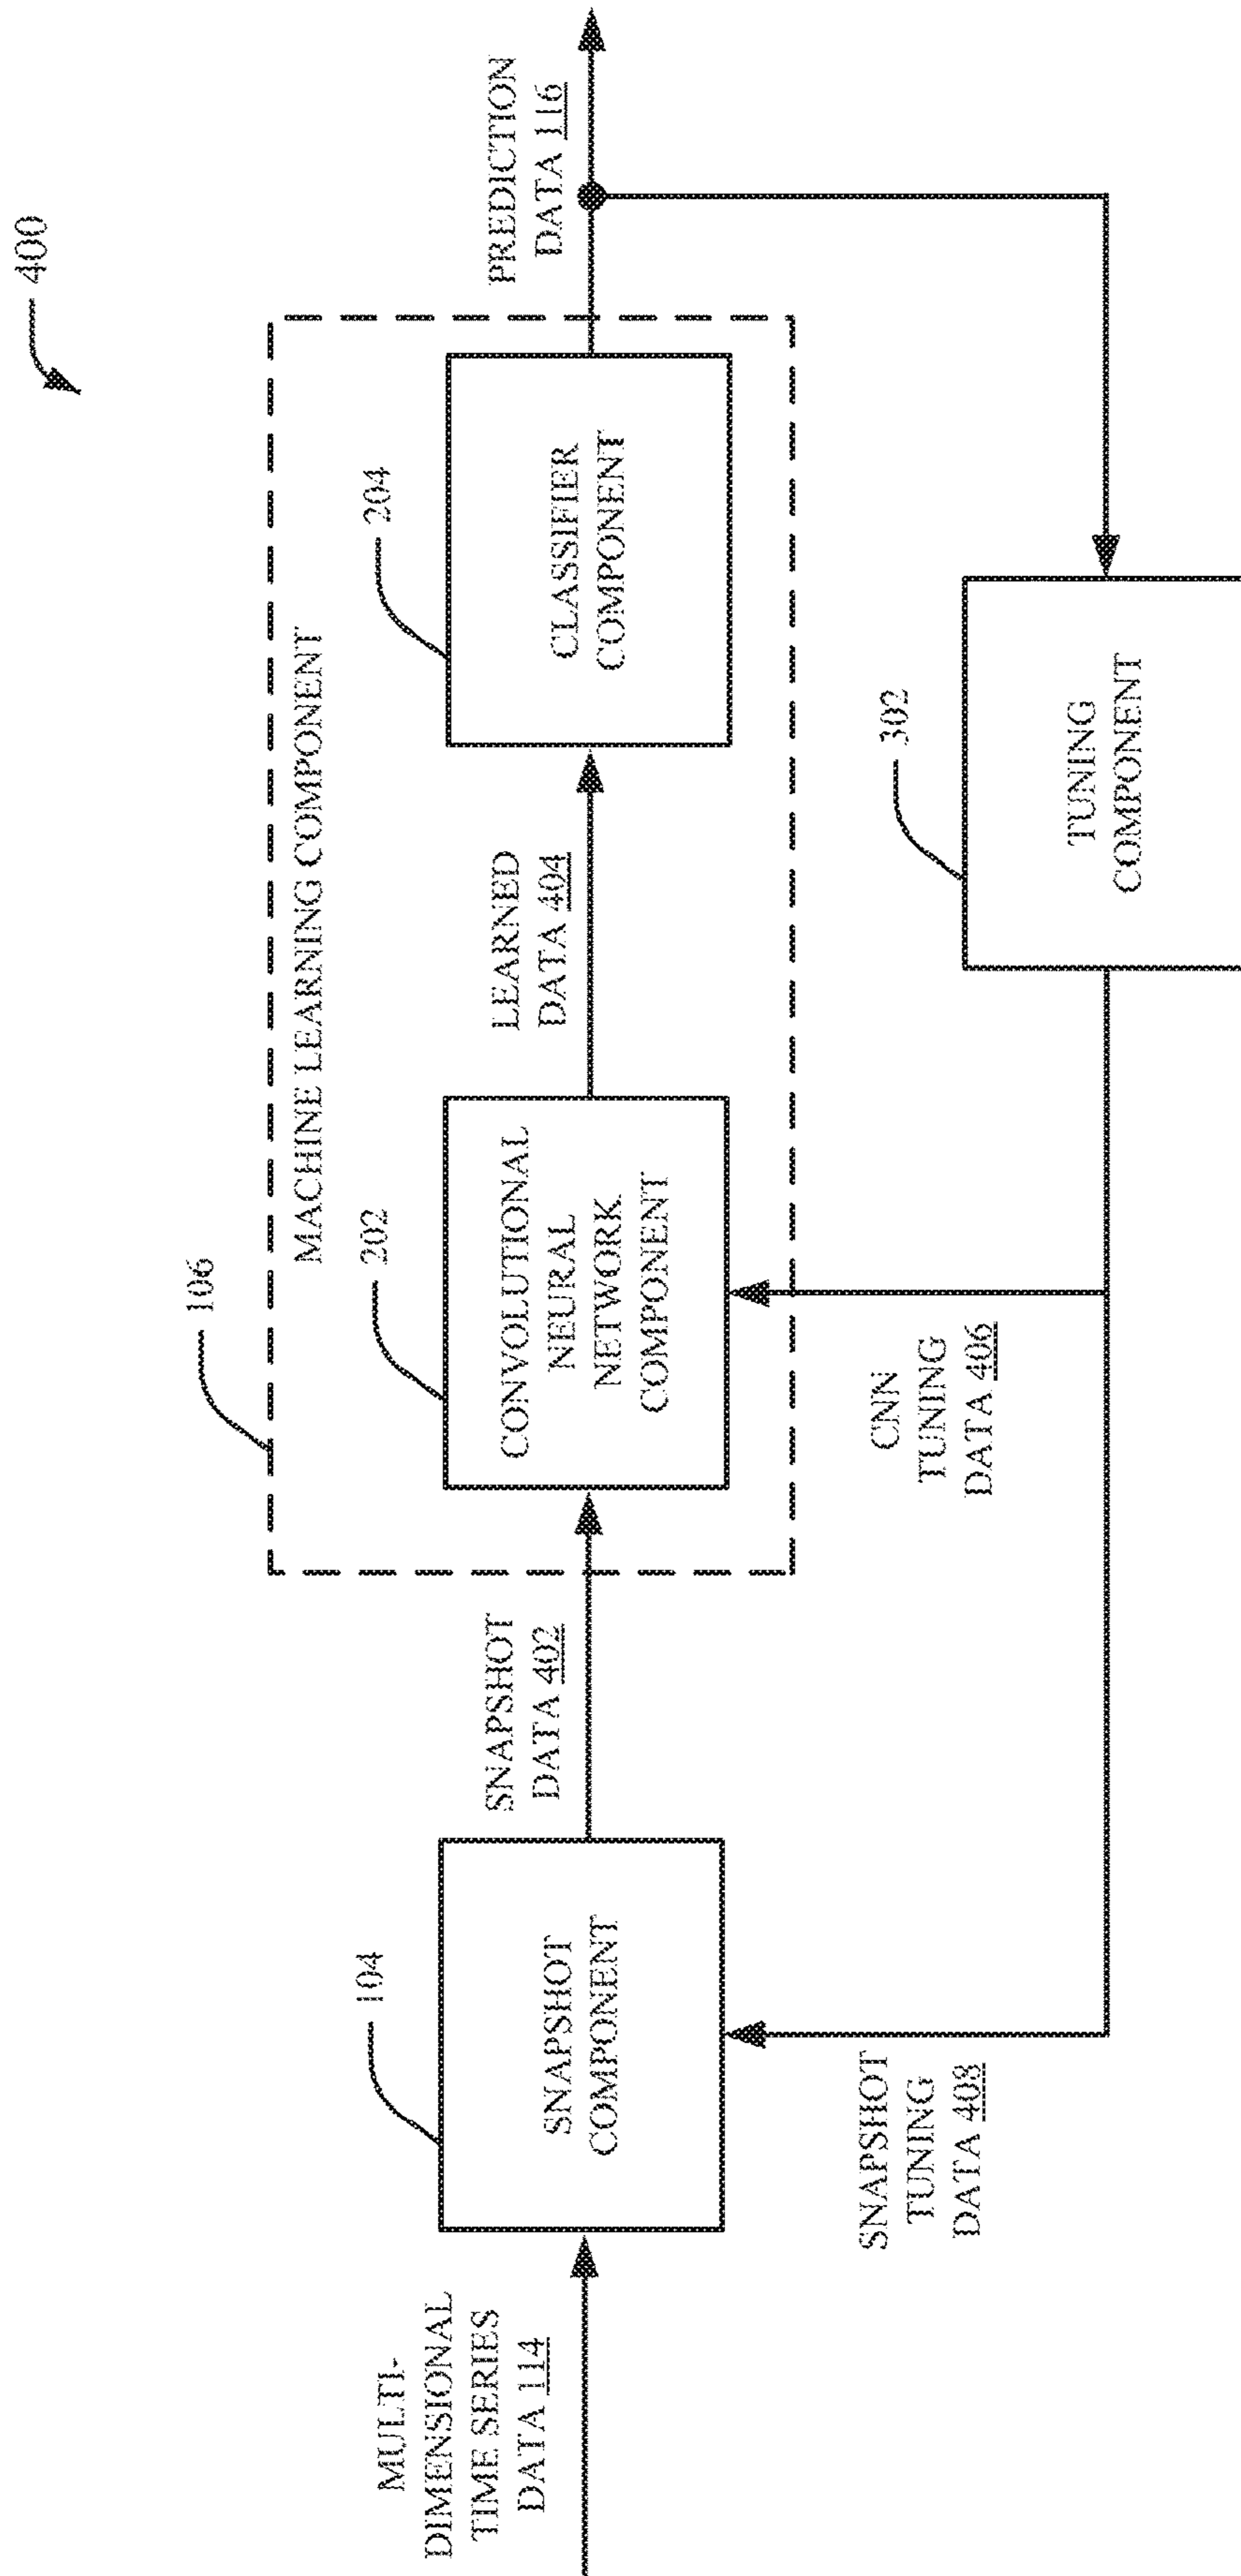 400
106
MACHINE LEARNING COMPONENT
MULTI-
DIMENSIONAL
TIME SERIES
DATA 114
104
SNAPSHOT
COMPONENT
SNAPSHOT
DATA 402
202
CONVOLUTIONAL
NEURAL
NETWORK
COMPONENT
LEARNED
DATA 404
204
CLASSIFIER
COMPONENT
PREDICTION
DATA 116
SNAPSHOT
TUNING
DATA 408
CNN
TUNING
DATA 406
302
TUNING
COMPONENT